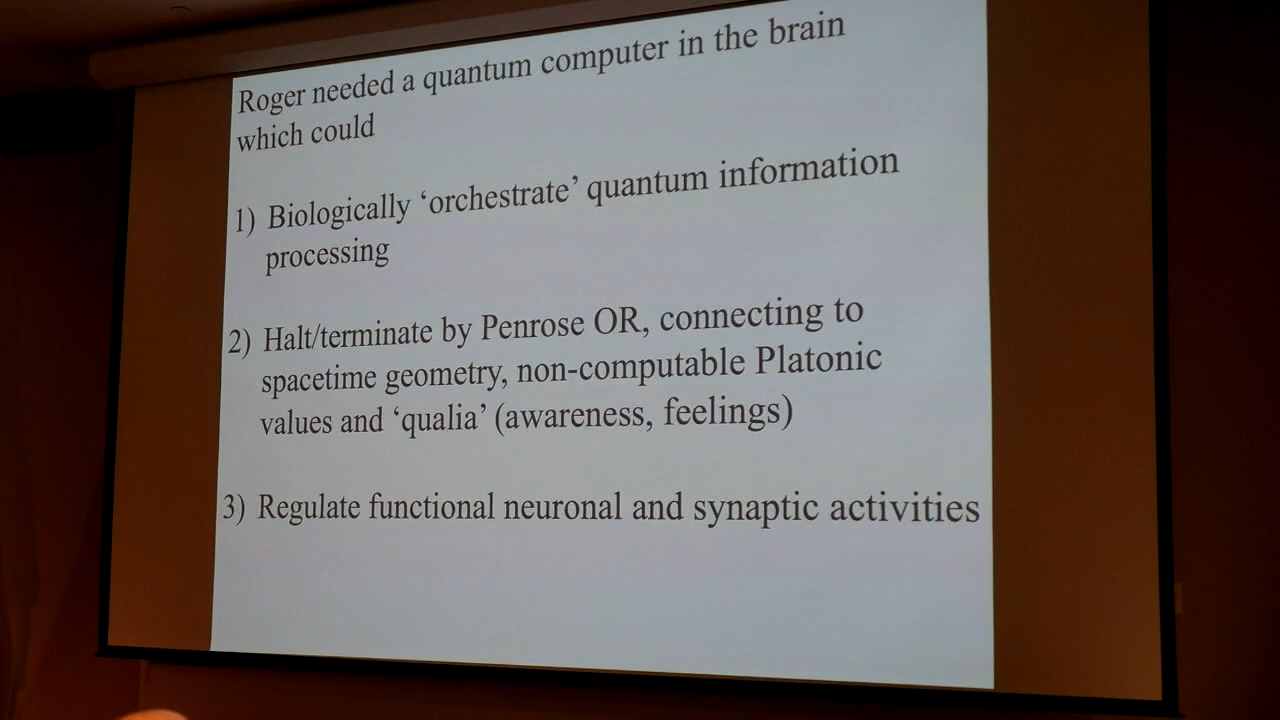 Roger needed a quantum computer in the brain
which could
1) Biologically ‘orchestrate’ quantum information
processing
2) Halt/terminate by Penrose OR, connecting to
spacetime geometry, non-computable Platonic
values and ‘qualia’ (awareness, feelings)
3) Regulate functional neuronal and synaptic activities